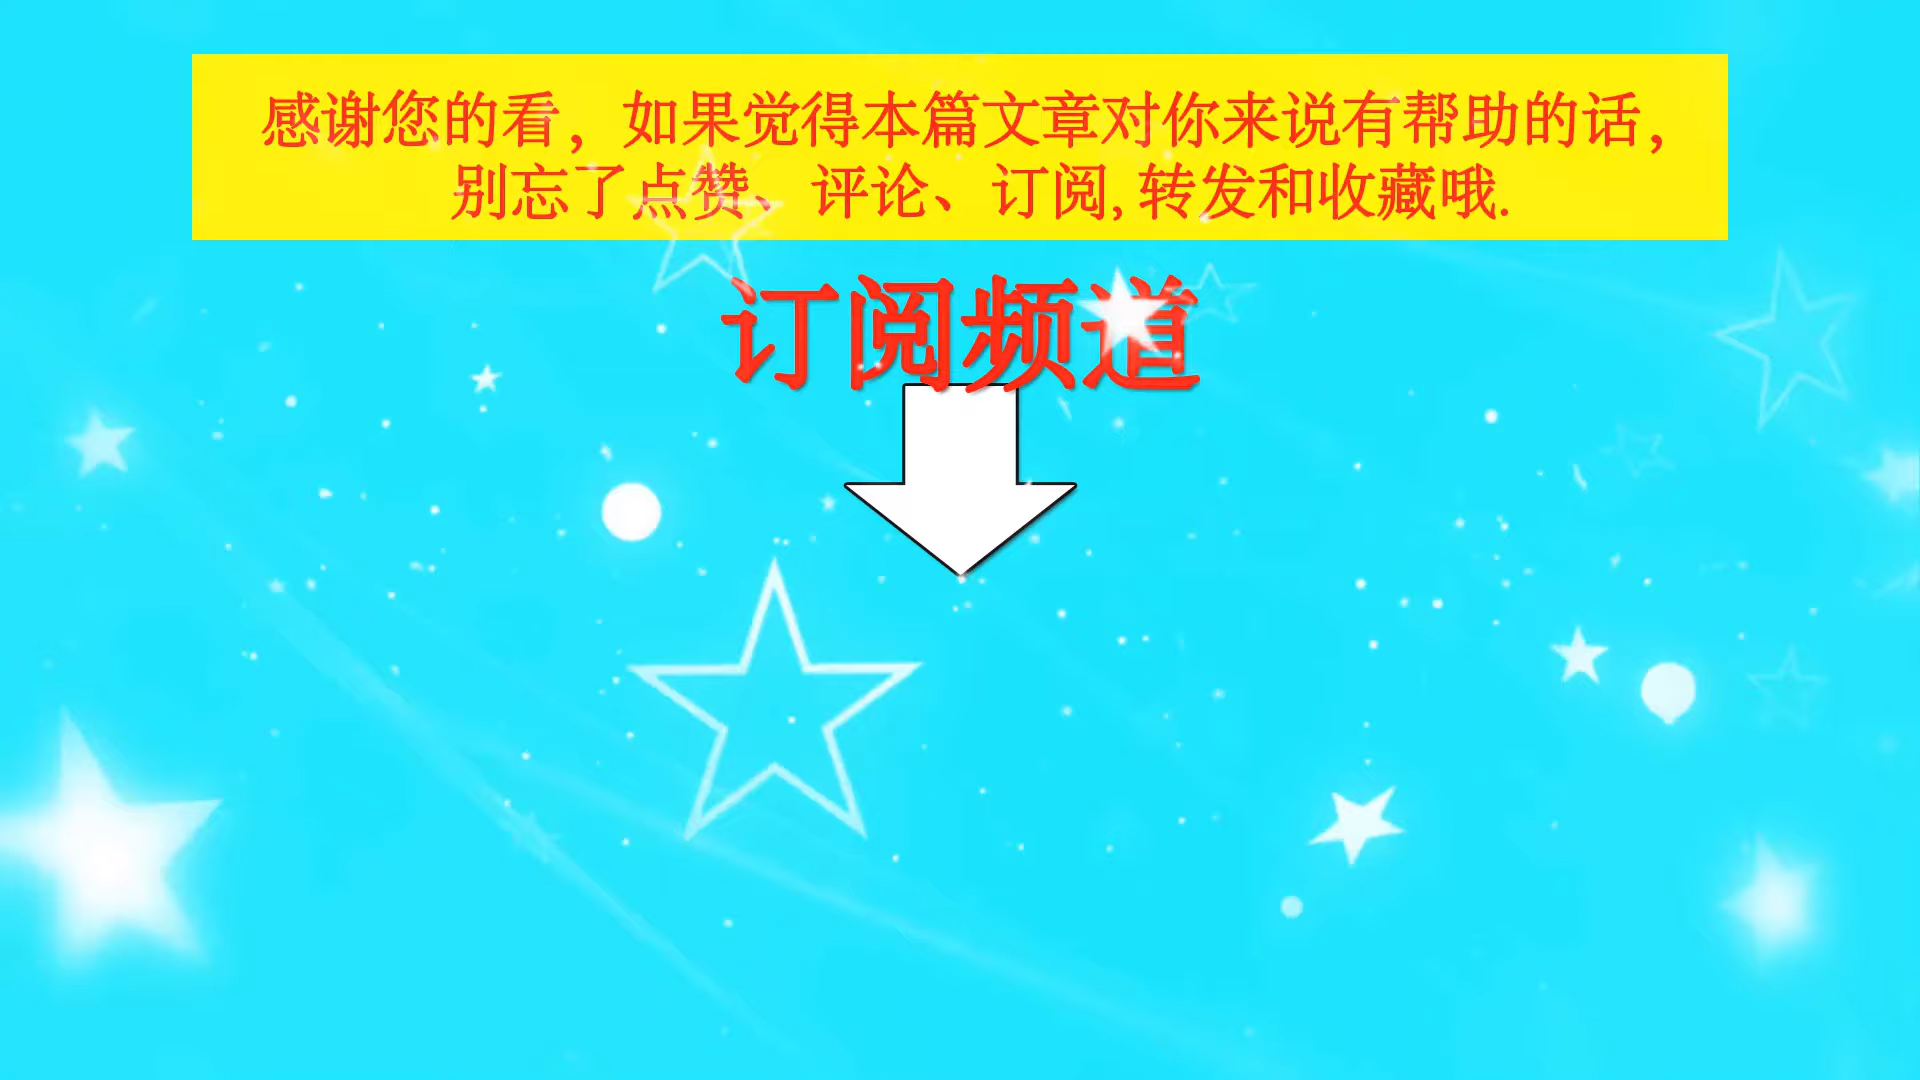 感谢您的看，如果觉得本篇文章对你来说有帮助的话，
别忘了点赞、评论、订阅,转发和收藏哦.
订阅频道